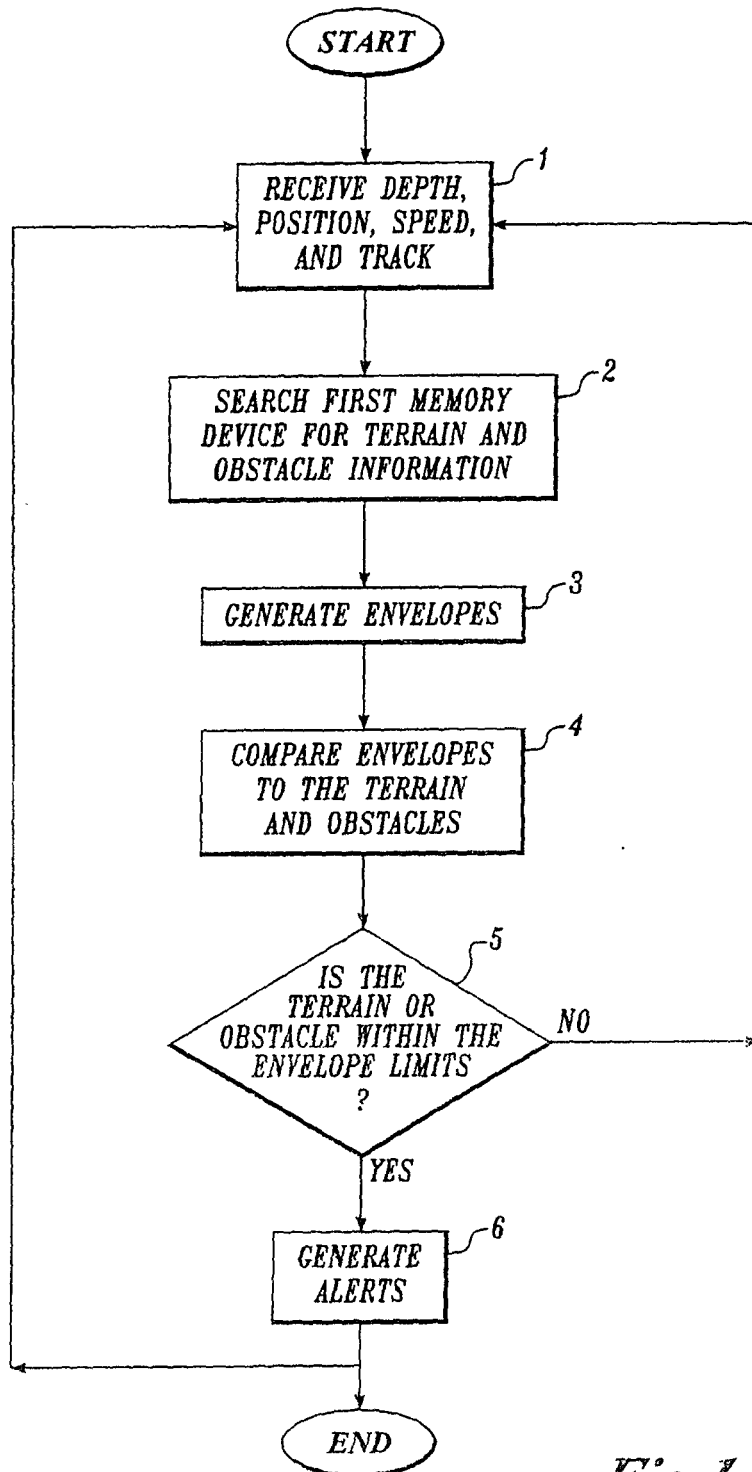 START
1
RECEIVE DEPTH,
POSITION, SPEED,
AND TRACK
2
SEARCH FIRST MEMORY
DEVICE FOR TERRAIN AND
OBSTACLE INFORMATION
3
GENERATE ENVELOPES
4
COMPARE ENVELOPES
TO THE TERRAIN
AND OBSTACLES
5
IS THE
TERRAIN OR
OBSTACLE WITHIN THE
ENVELOPE LIMITS
?
NO
YES
6
GENERATE
ALERTS
END